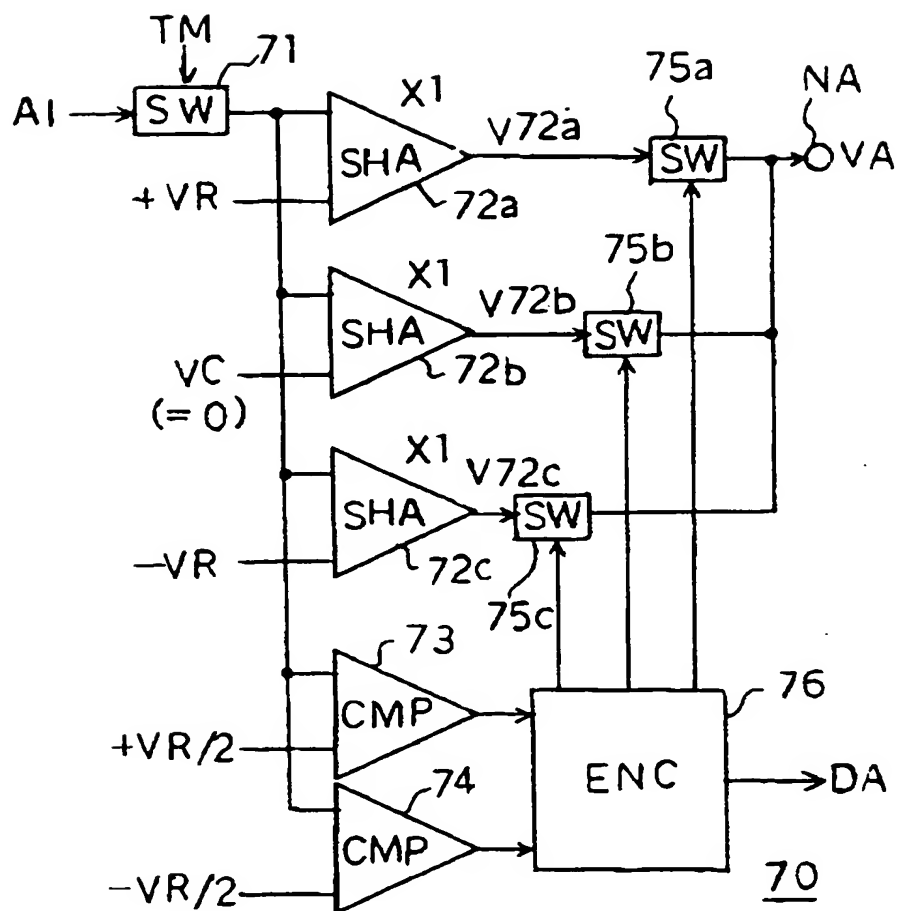 TM
71
75a
NA
AI
SW
X1
V72a
SW
VA
SHA
+VR
72a
75b
X1
V72b
SHA
SW
VC
72b
(=0)
X1
V72c
SHA
SW
-VR
72c
75c
73
76
CMP
+VR/2
74
ENC
DA
CMP
-VR/2
70